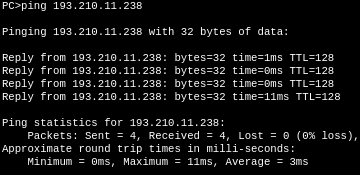 PC>ping 193.210.11.238
Pinging 193.210.11.238 with 32 bytes of data:
Reply from 193.210.11.238: bytes=32 time=1ms TTL=128
Reply from 193.210.11.238: bytes=32 time=0ms TTL=128
Reply from 193.210.11.238: bytes=32 time=0ms TTL=128
Reply from 193.210.11.238: bytes=32 time=11ms TTL=128
Ping statistics for 193.210.11.238:
Packets: Sent = 4, Received = 4, Lost = 0 (0% loss),
Approximate round trip times in milli-seconds:
Minimum = 0ms, Maximum = 11ms, Average = 3ms